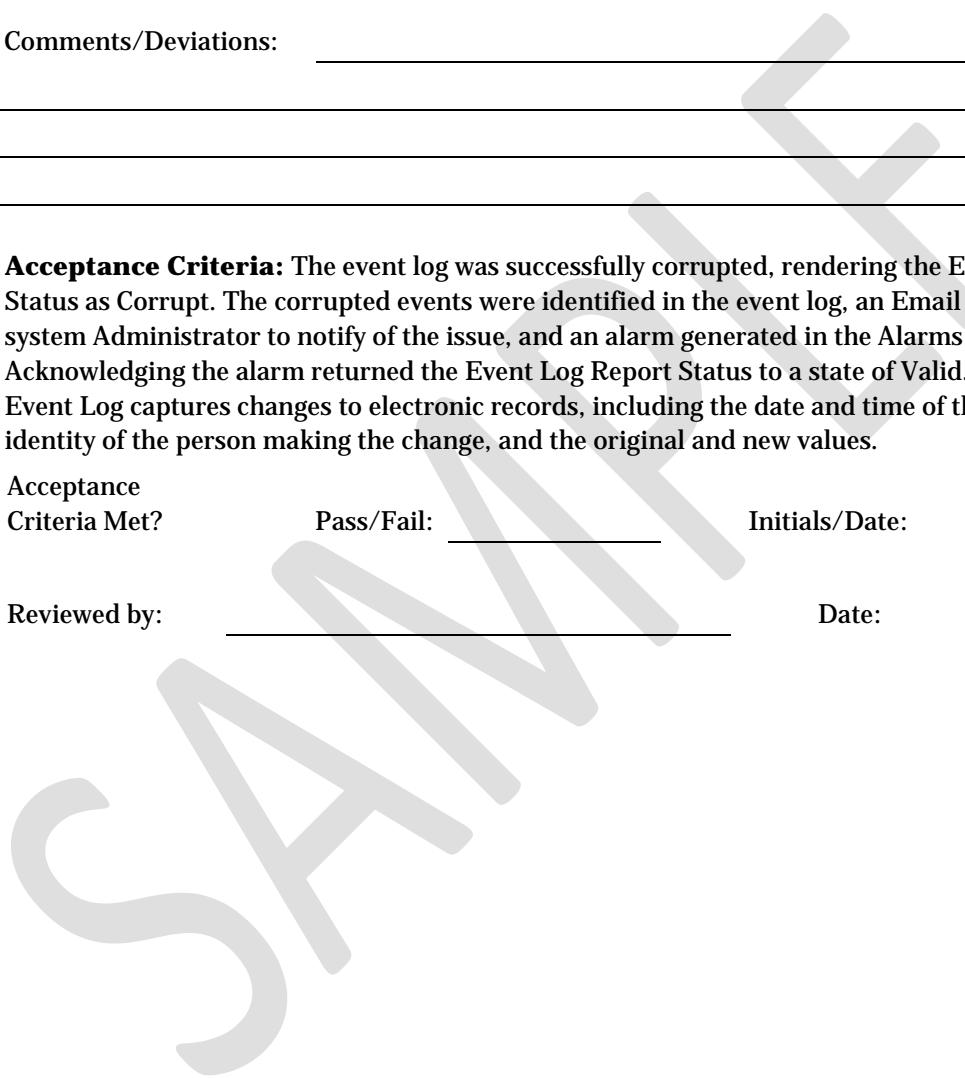 Comments/Deviations:
Acceptance Criteria: The event log was successfully corrupted, rendering the
Status as Corrupt. The corrupted events were identified in the event log, an Email
system Administrator to notify of the issue, and an alarm generated in the Alarms
Acknowledging the alarm returned the Event Log Report Status to a state of Valid.
Event Log captures changes to electronic records, including the date and time of
identity of the person making the change, and the original and new values.
Acceptance
Criteria Met? Pass/Fail: Initials/Date:
Reviewed by: Date:
SAMPLE